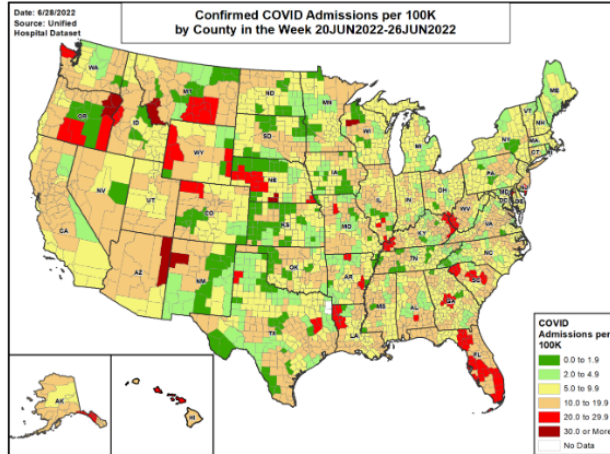 Date: 6/28/2022
Source: Unified
Hospital Dataset
Confirmed COVID Admissions per 100K
by County in the Week 20JUN2022-26JUN2022
WA
MT
ND
MN
ME
OR
ID
SD
WI
VT
NH
NY
MA
CT
WY
MI
IA
PA
NE
NV
UT
CO
IL
IN
OH
MD
DE
WV
VA
CA
KS
MO
KY
NC
AZ
NM
OK
AR
TN
SC
TX
LA
MS
AL
GA
FL
AK
HI
COVID
Admissions per
100K
0.0 to 1.9
2.0 to 4.9
5.0 to 9.9
10.0 to 19.9
20.0 to 29.9
30.0 or More
No Data